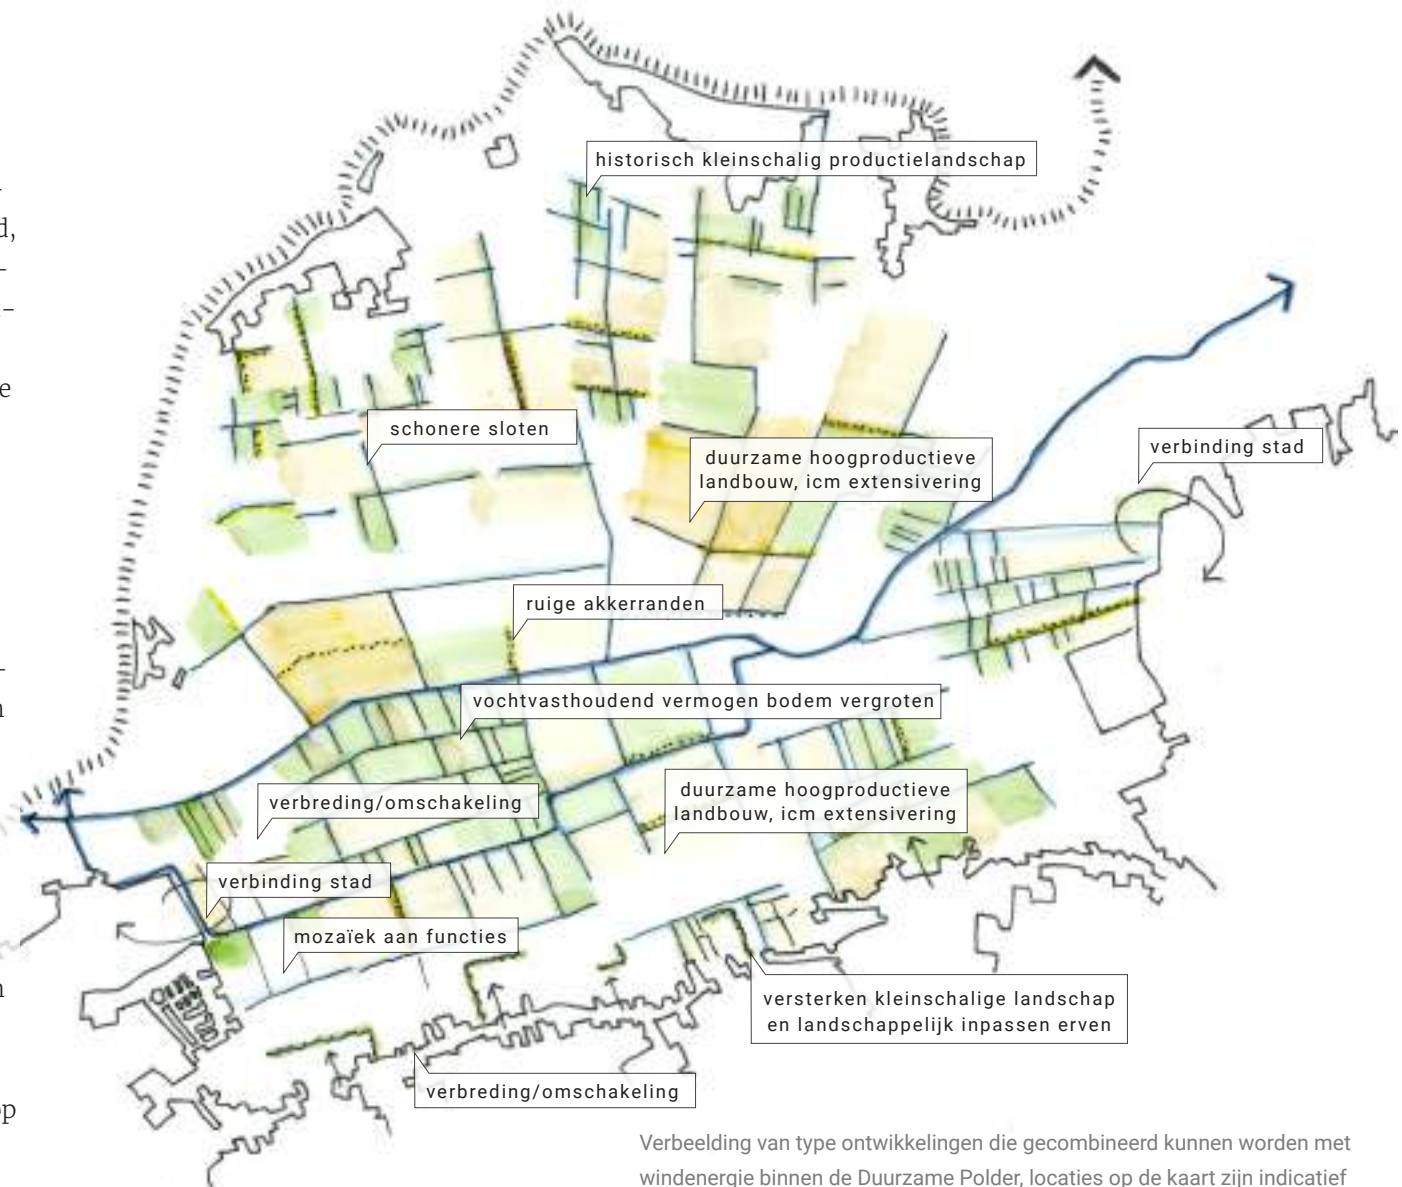 d,
e
historisch kleinschalig productielandschap
schonere sloten
duurzame hoogproductieve
landbouw, icm extensivering
verbinding stad
ruige akkerranden
vochtvasthoudend vermogen bodem vergroten
verbreding/omschakeling
duurzame hoogproductieve
landbouw, icm extensivering
verbinding stad
mozaïek aan functies
versterken kleinschalige landschap
en landschappelijk inpassen erven
verbreding/omschakeling
op
Verbeelding van type ontwikkelingen die gecombineerd kunnen worden met
windenergie binnen de Duurzame Polder, locaties op de kaart zijn indicatief